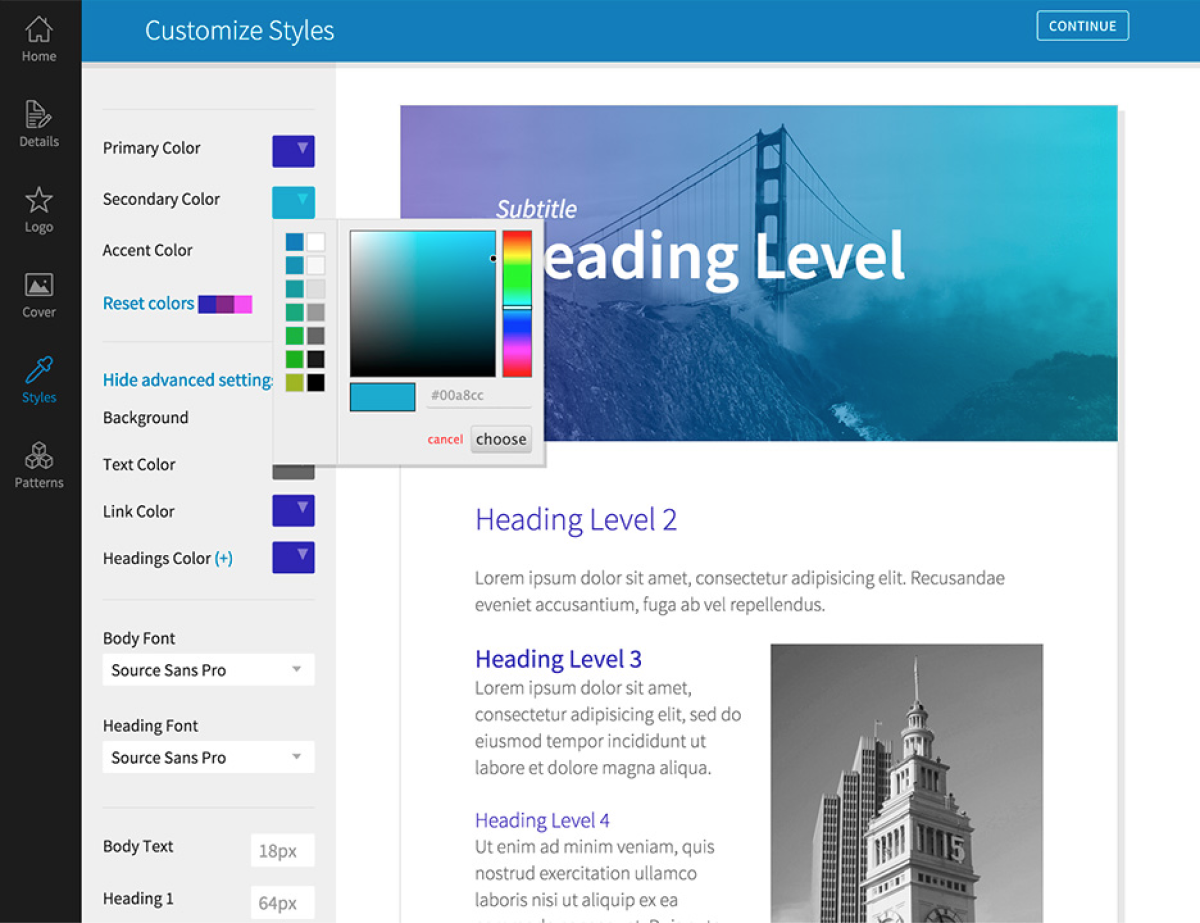 Customize Styles
CONTINUE
Home
Details
Logo
Cover
Styles
Patterns
Primary Color
Secondary Color
Accent Color
Reset colors
Hide advanced setting
Background
Text Color
Link Color
Headings Color (+)
Body Font
Source Sans Pro
Heading Font
Source Sans Pro
Body Text
18px
Heading 1
64px
#00a8cc
cancel
choose
Subtitle
eading Level
Heading Level 2
Lorem ipsum dolor sit amet, consectetur adipisicing elit. Recusandae
eveniet accusantium, fuga ab vel repellendus.
Heading Level 3
Lorem ipsum dolor sit amet,
consectetur adipisicing elit, sed do
eiusmod tempor incididunt ut
labore et dolore magna aliqua.
Heading Level 4
Ut enim ad minim veniam, quis
nostrud exercitation ullamco
laboris nisi ut aliquip ex ea
5